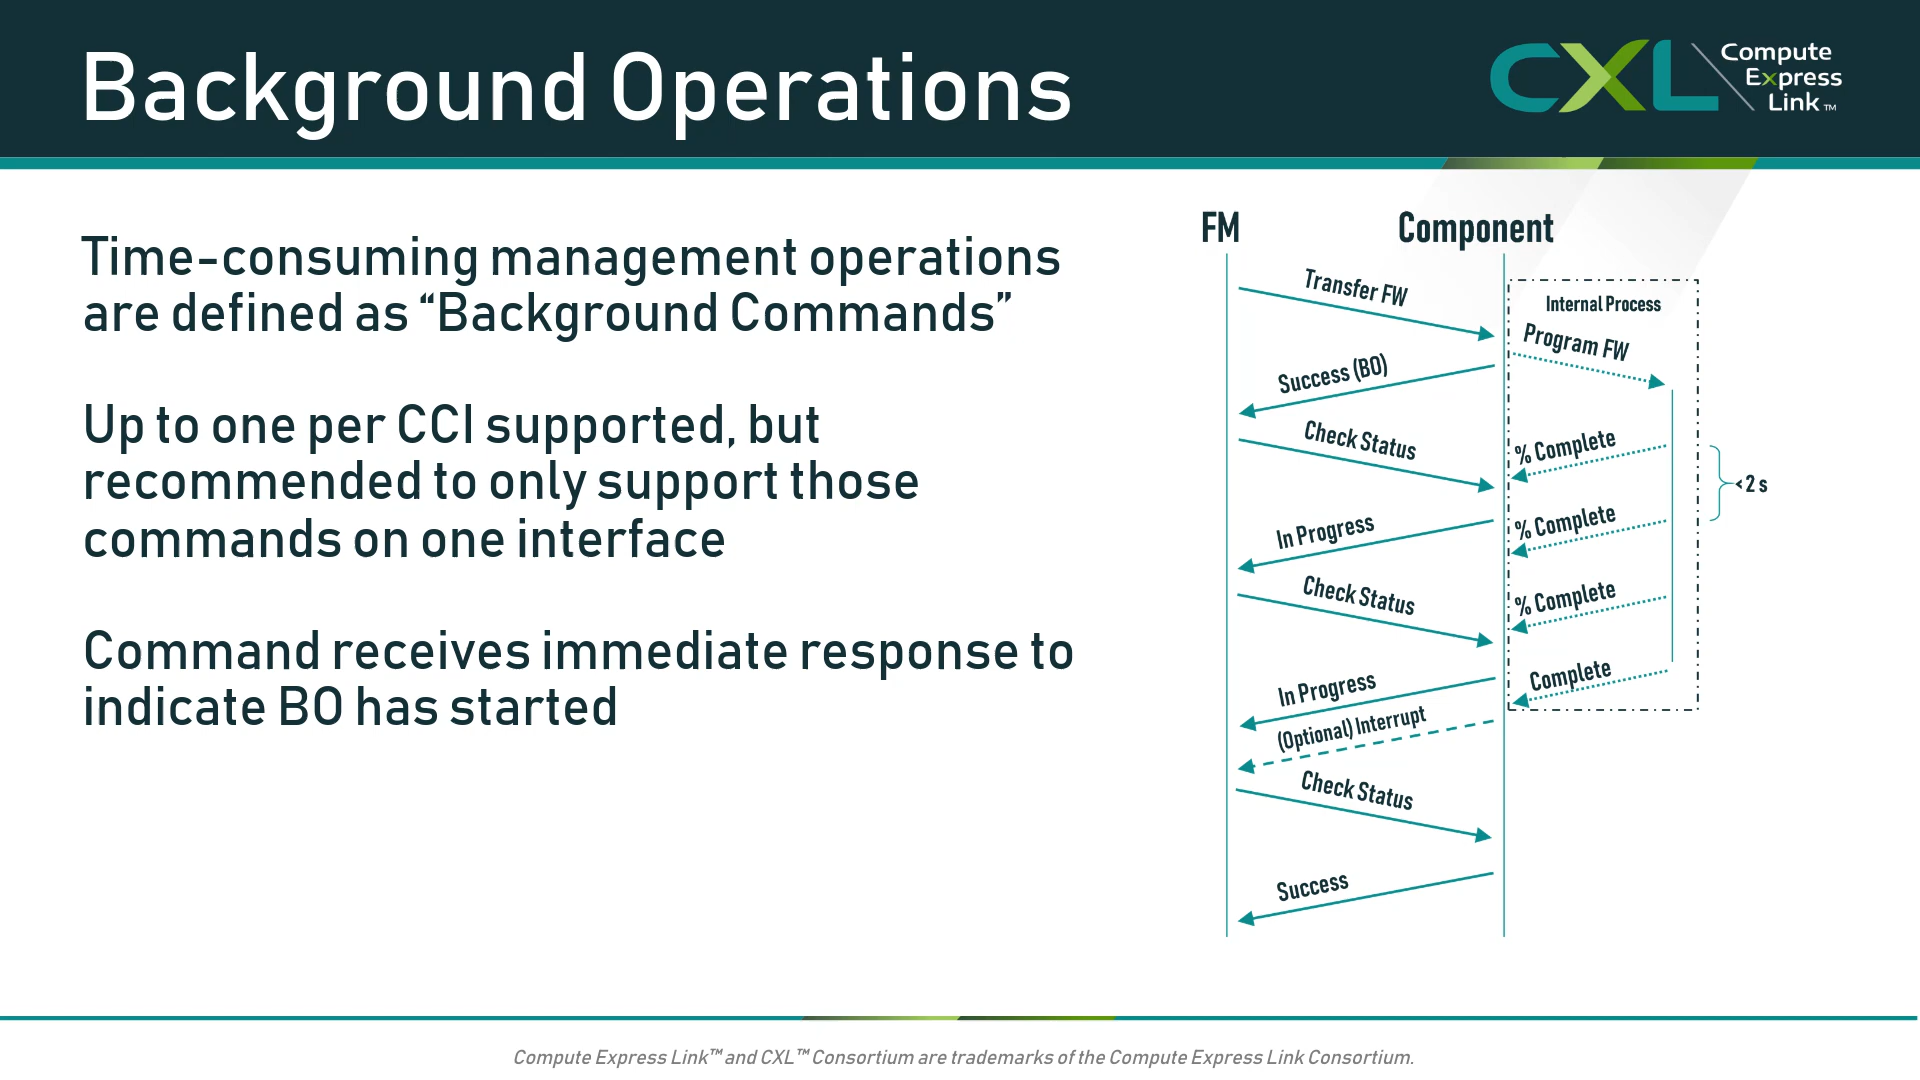 Background Operations
CXL
Compute
Express
Link™
Time-consuming management operations
are defined as “Background Commands”
Up to one per CCI supported, but
recommended to only support those
commands on one interface
Command receives immediate response to
indicate BO has started
FM
Component
Transfer FW
Internal Process
Program FW
Success (BO)
Check Status
% Complete
<2 s
In Progress
% Complete
Check Status
% Complete
In Progress
Complete
(Optional) Interrupt
Check Status
Success
Compute Express Link™ and CXL™ Consortium are trademarks of the Compute Express Link Consortium.